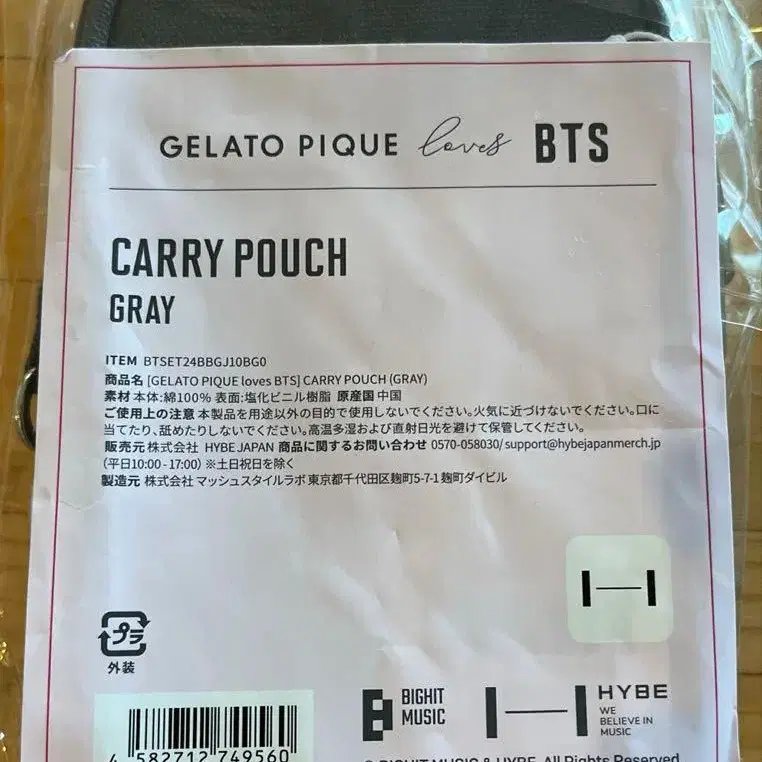 GELATO PIQUE loves BTS
CARRY POUCH
GRAY
ITEM BTSET24BBGJ10BG0
商品名 [GELATO PIQUE loves BTS] CARRY POUCH (GRAY)
素材 本体:綿100% 表面:塩化ビニル樹脂 原産国 中国
ご使用上の注意 本製品を用途以外の目的で使用しないでください。火気に近づけないでください。口に
当てたり、舐めたりしないでください。高温多湿および直射日光を避けて保管してください。
販売元 株式会社 HYBE JAPAN 商品に関するお問い合わせ 0570-058030/ support@hybejapanmerch.jp
(平日10:00 - 17:00) ※土日祝日を除く
製造元 株式会社 マッシュスタイルラボ 東京都千代田区麹町5-7-1 麹町ダイビル
プラ
外装
BIGHIT
MUSIC
HYBE
WE
BELIEVE IN
MUSIC
4 582712 749560
© BIGHIT MUSIC & HYBE. All Rights Reserved